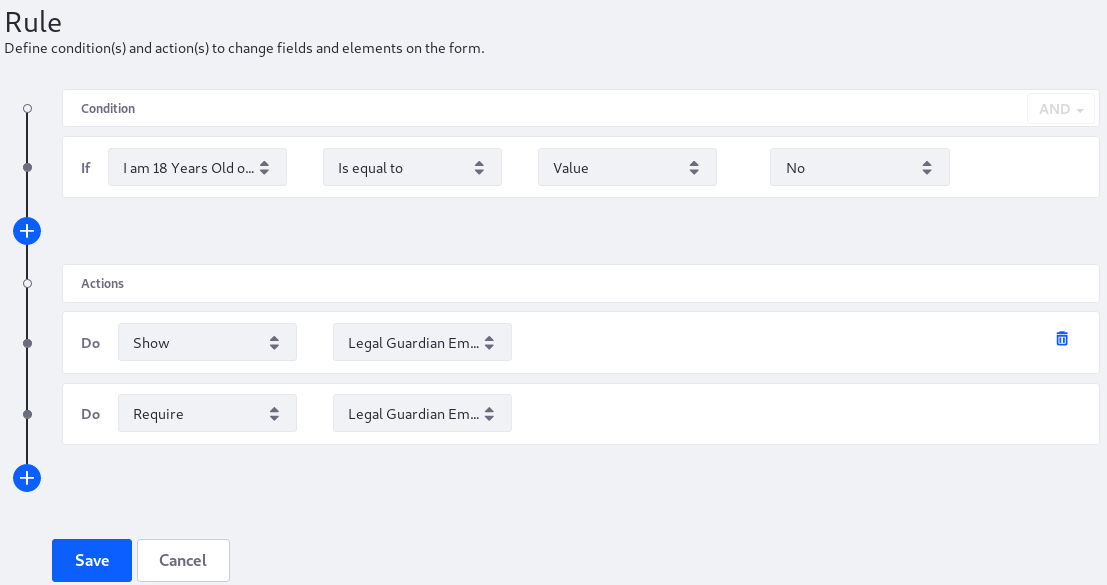 Rule
Define condition(s) and action(s) to change fields and elements on the form.
Condition AND
If I am 18 Years Old o... Is equal to Value No
Actions
Do Show Legal Guardian Em...
Do Require Legal Guardian Em...
Save Cancel